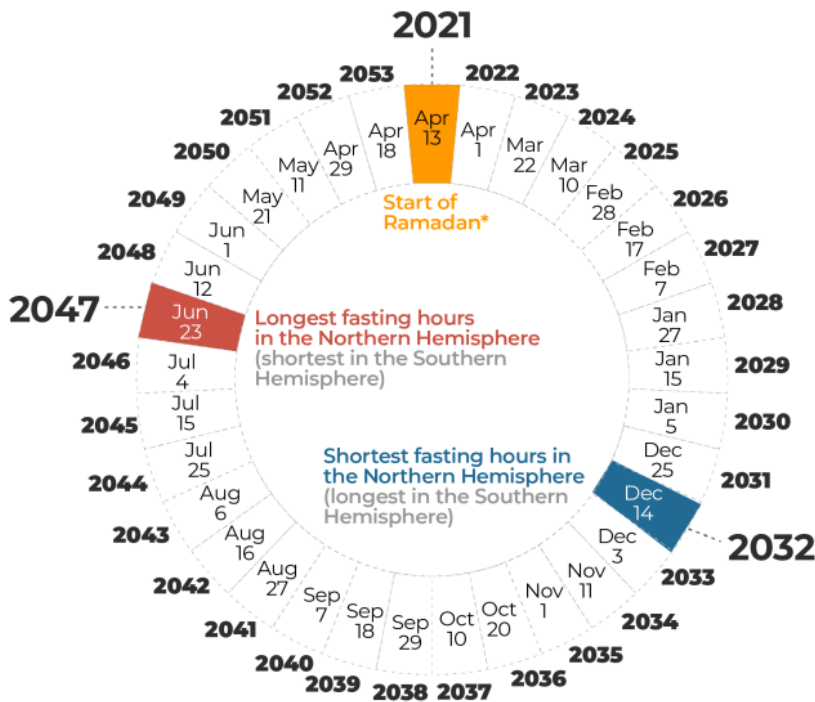 2021
Apr
13
2022
Apr
1
2023
Mar
22
2024
Mar
10
2025
Feb
28
2026
Feb
17
2027
Feb
7
2028
Jan
27
2029
Jan
15
2030
Jan
5
2031
Dec
25
2032
Dec
14
2033
Dec
3
2034
Nov
11
2035
Nov
1
2036
Oct
20
2037
Oct
10
2038
Sep
29
2039
Sep
18
2040
Sep
7
2041
Aug
27
2042
Aug
16
2043
Aug
6
2044
Jul
25
2045
Jul
15
2046
Jul
4
2047
Jun
23
2048
Jun
12
2049
Jun
1
2050
May
21
2051
May
11
2052
Apr
29
2053
Apr
18
Start of
Ramadan*
Longest fasting hours
in the Northern Hemisphere
(shortest in the Southern
Hemisphere)
Shortest fasting hours in
the Northern Hemisphere
(longest in the Southern
Hemisphere)